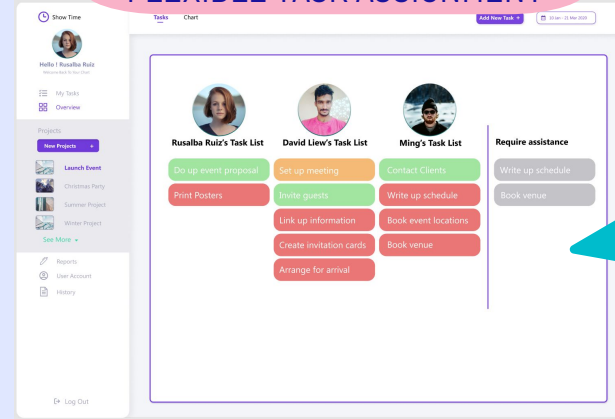 FLEXIBLE TASK ASSIGNMENT
Show Time
Tasks Chart
Add New Task +
Hello ! Rusalba Ruiz
My Tasks
Overview
Projects
New Projects +
Launch Event
Christmas Party
Summer Project
Winter Project
See More
Reports
User Account
History
Log Out
Rusalba Ruiz's Task List
Do up event proposal
Print Posters
David Liew's Task List
Set up meeting
Invite guests
Link up information
Create invitation cards
Arrange for arrival
Ming's Task List
Contact Clients
Write up schedule
Book event locations
Book venue
Require assistance
Write up schedule
Book venue